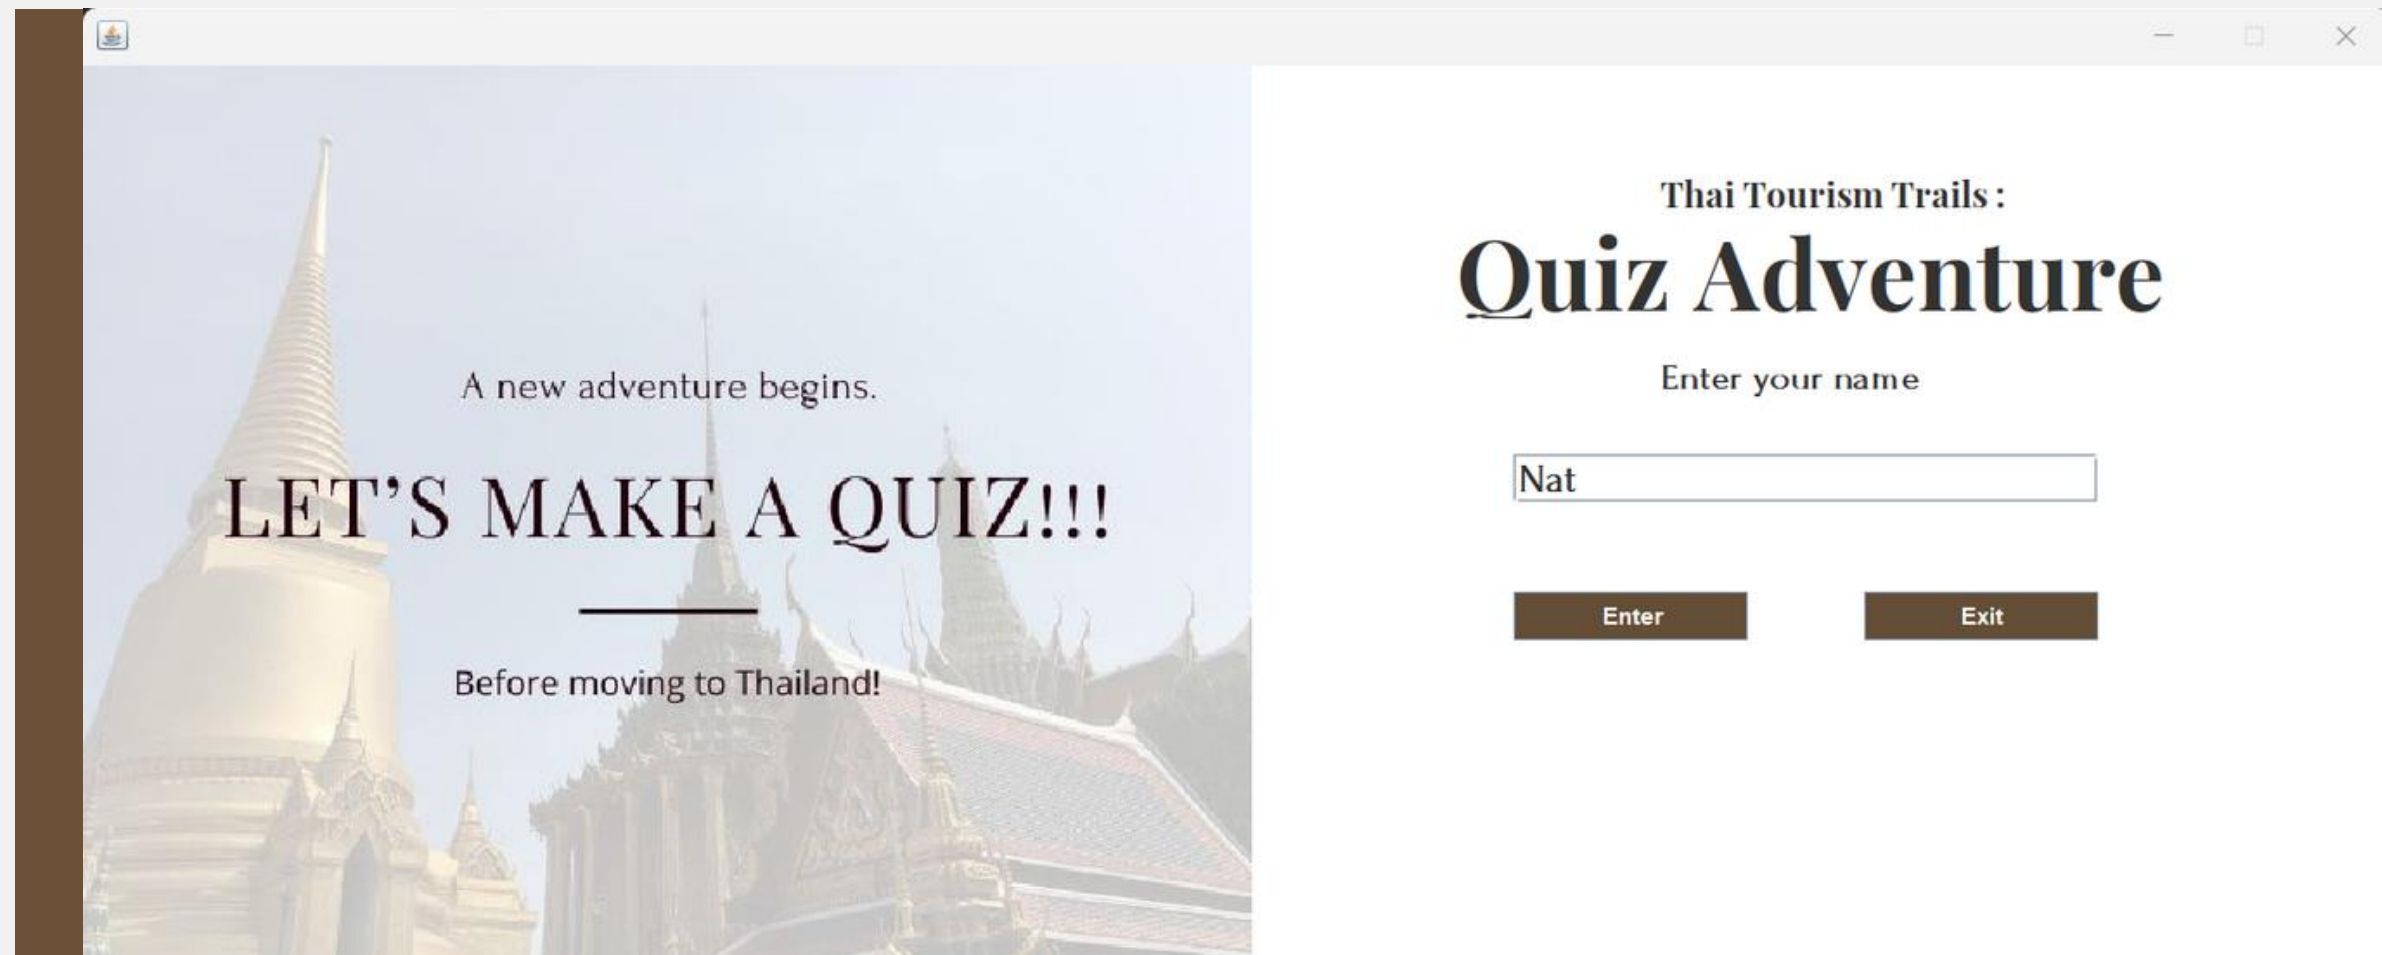 A new adventure begins.
LET'S MAKE A QUIZ!!!
Before moving to Thailand!
Thai Tourism Trails :
Quiz Adventure
Enter your name
Nat
Enter
Exit